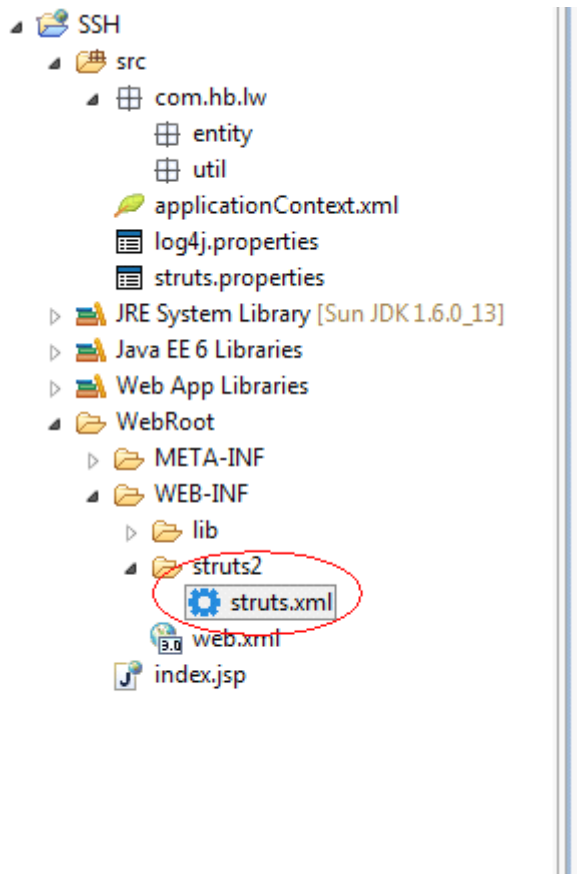 SSH
src
com.hb.lw
entity
util
applicationContext.xml
log4j.properties
struts.properties
JRE System Library [Sun JDK 1.6.0_13]
Java EE 6 Libraries
Web App Libraries
WebRoot
META-INF
WEB-INF
lib
struts2
struts.xml
web.xml
index.jsp